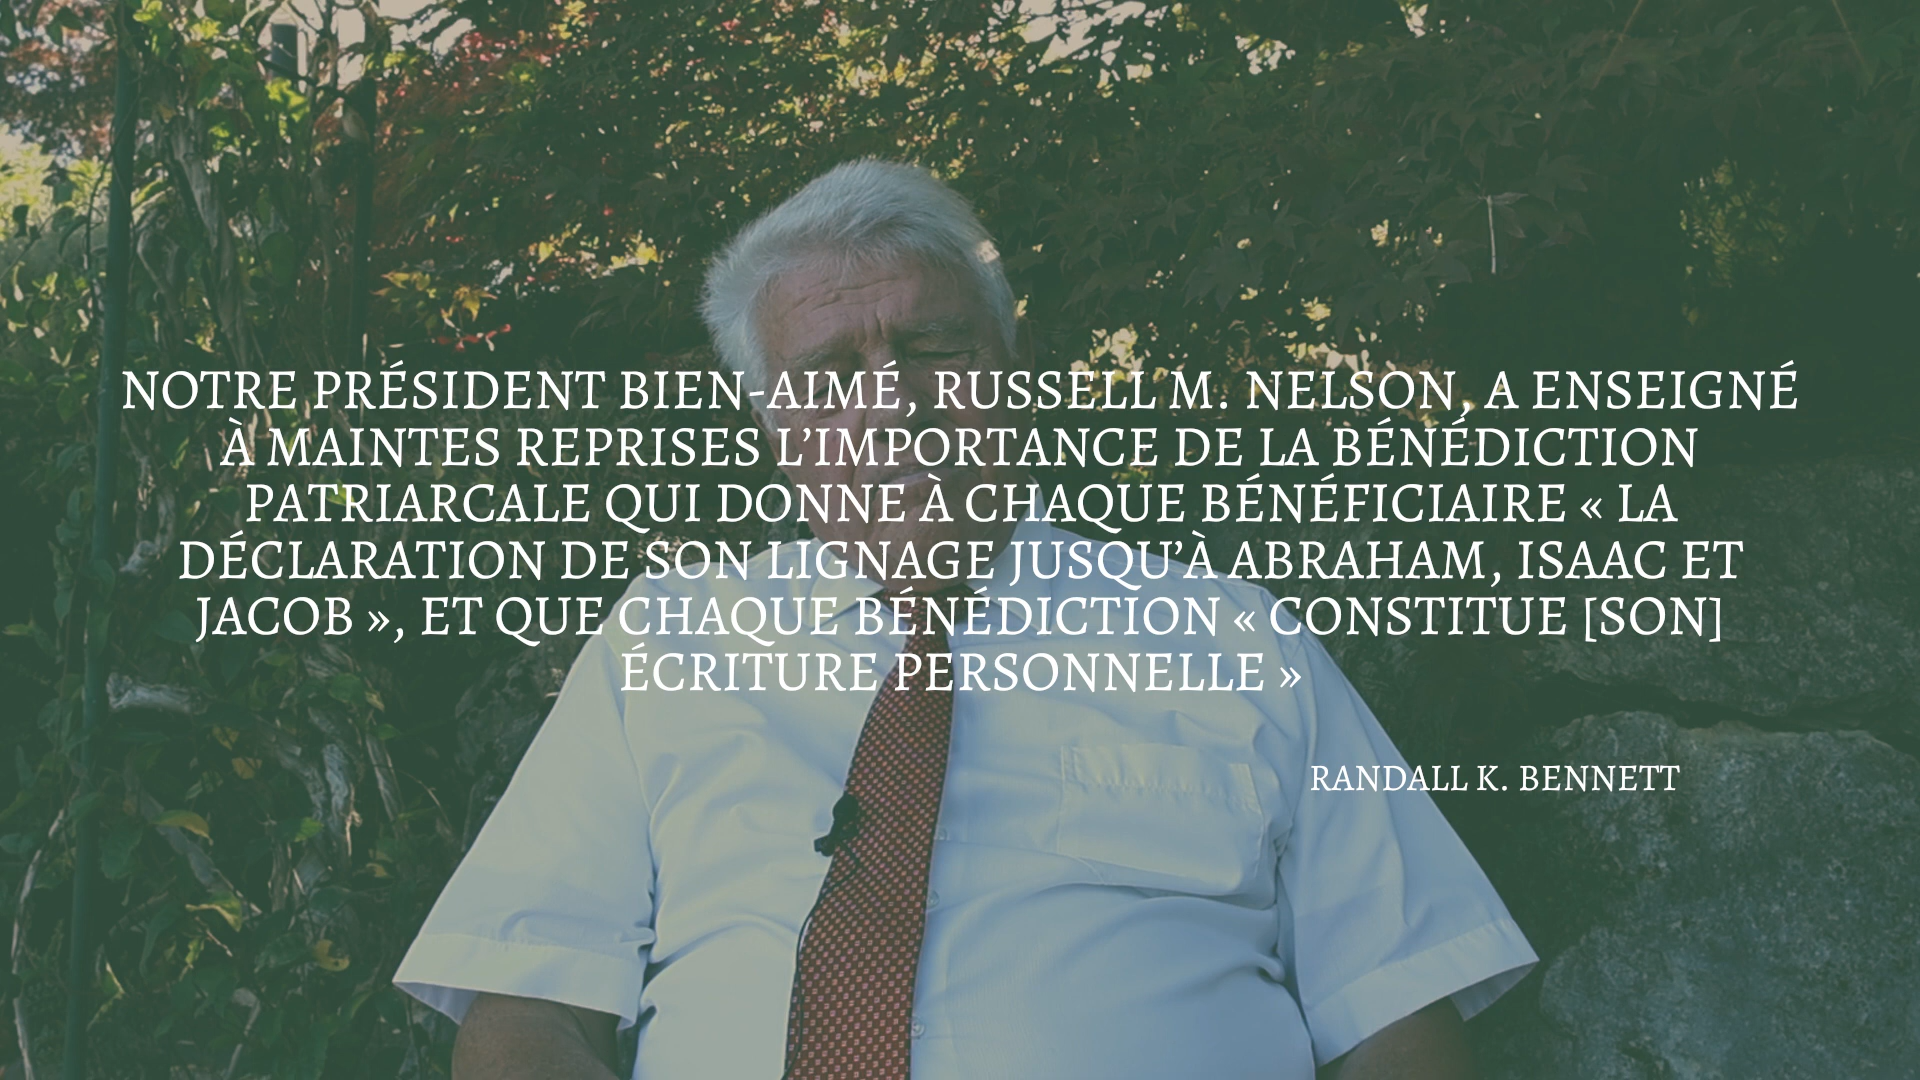 NOTRE PRÉSIDENT BIEN-AIMÉ, RUSSELL M. NELSON, A ENSEIGNÉ
À MAINTES REPRISES L’IMPORTANCE DE LA BÉNÉDICTION
PATRIARCALE QUI DONNE À CHAQUE BÉNÉFICIAIRE « LA
DÉCLARATION DE SON LIGNAGE JUSQU’À ABRAHAM, ISAAC ET
JACOB », ET QUE CHAQUE BÉNÉDICTION « CONSTITUE [SON]
ÉCRITURE PERSONNELLE »
RANDALL K. BENNETT